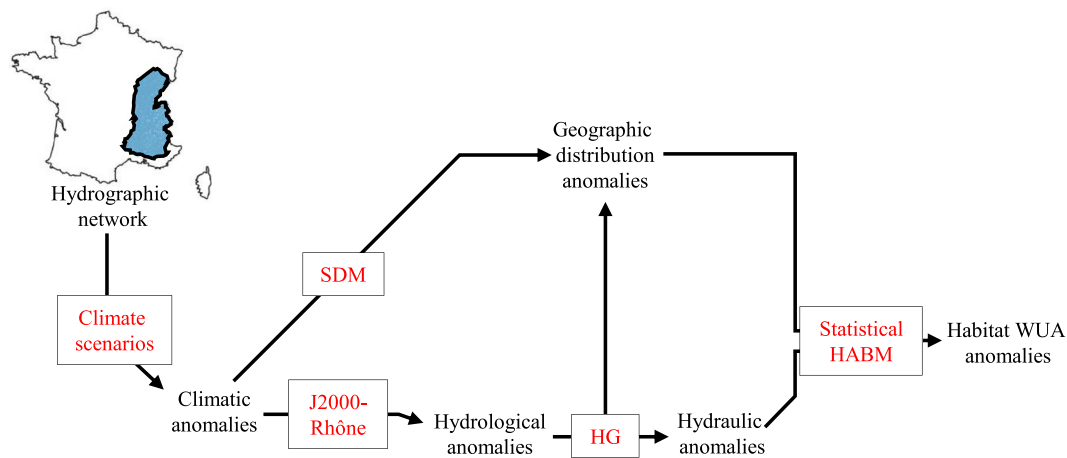 Hydrographic
network
Climate
scenarios
Climatic
anomalies
SDM
J2000-
Rhône
Hydrological
anomalies
Geographic
distribution
anomalies
HG
Hydraulic
anomalies
Statistical
HABM
Habitat WUA
anomalies